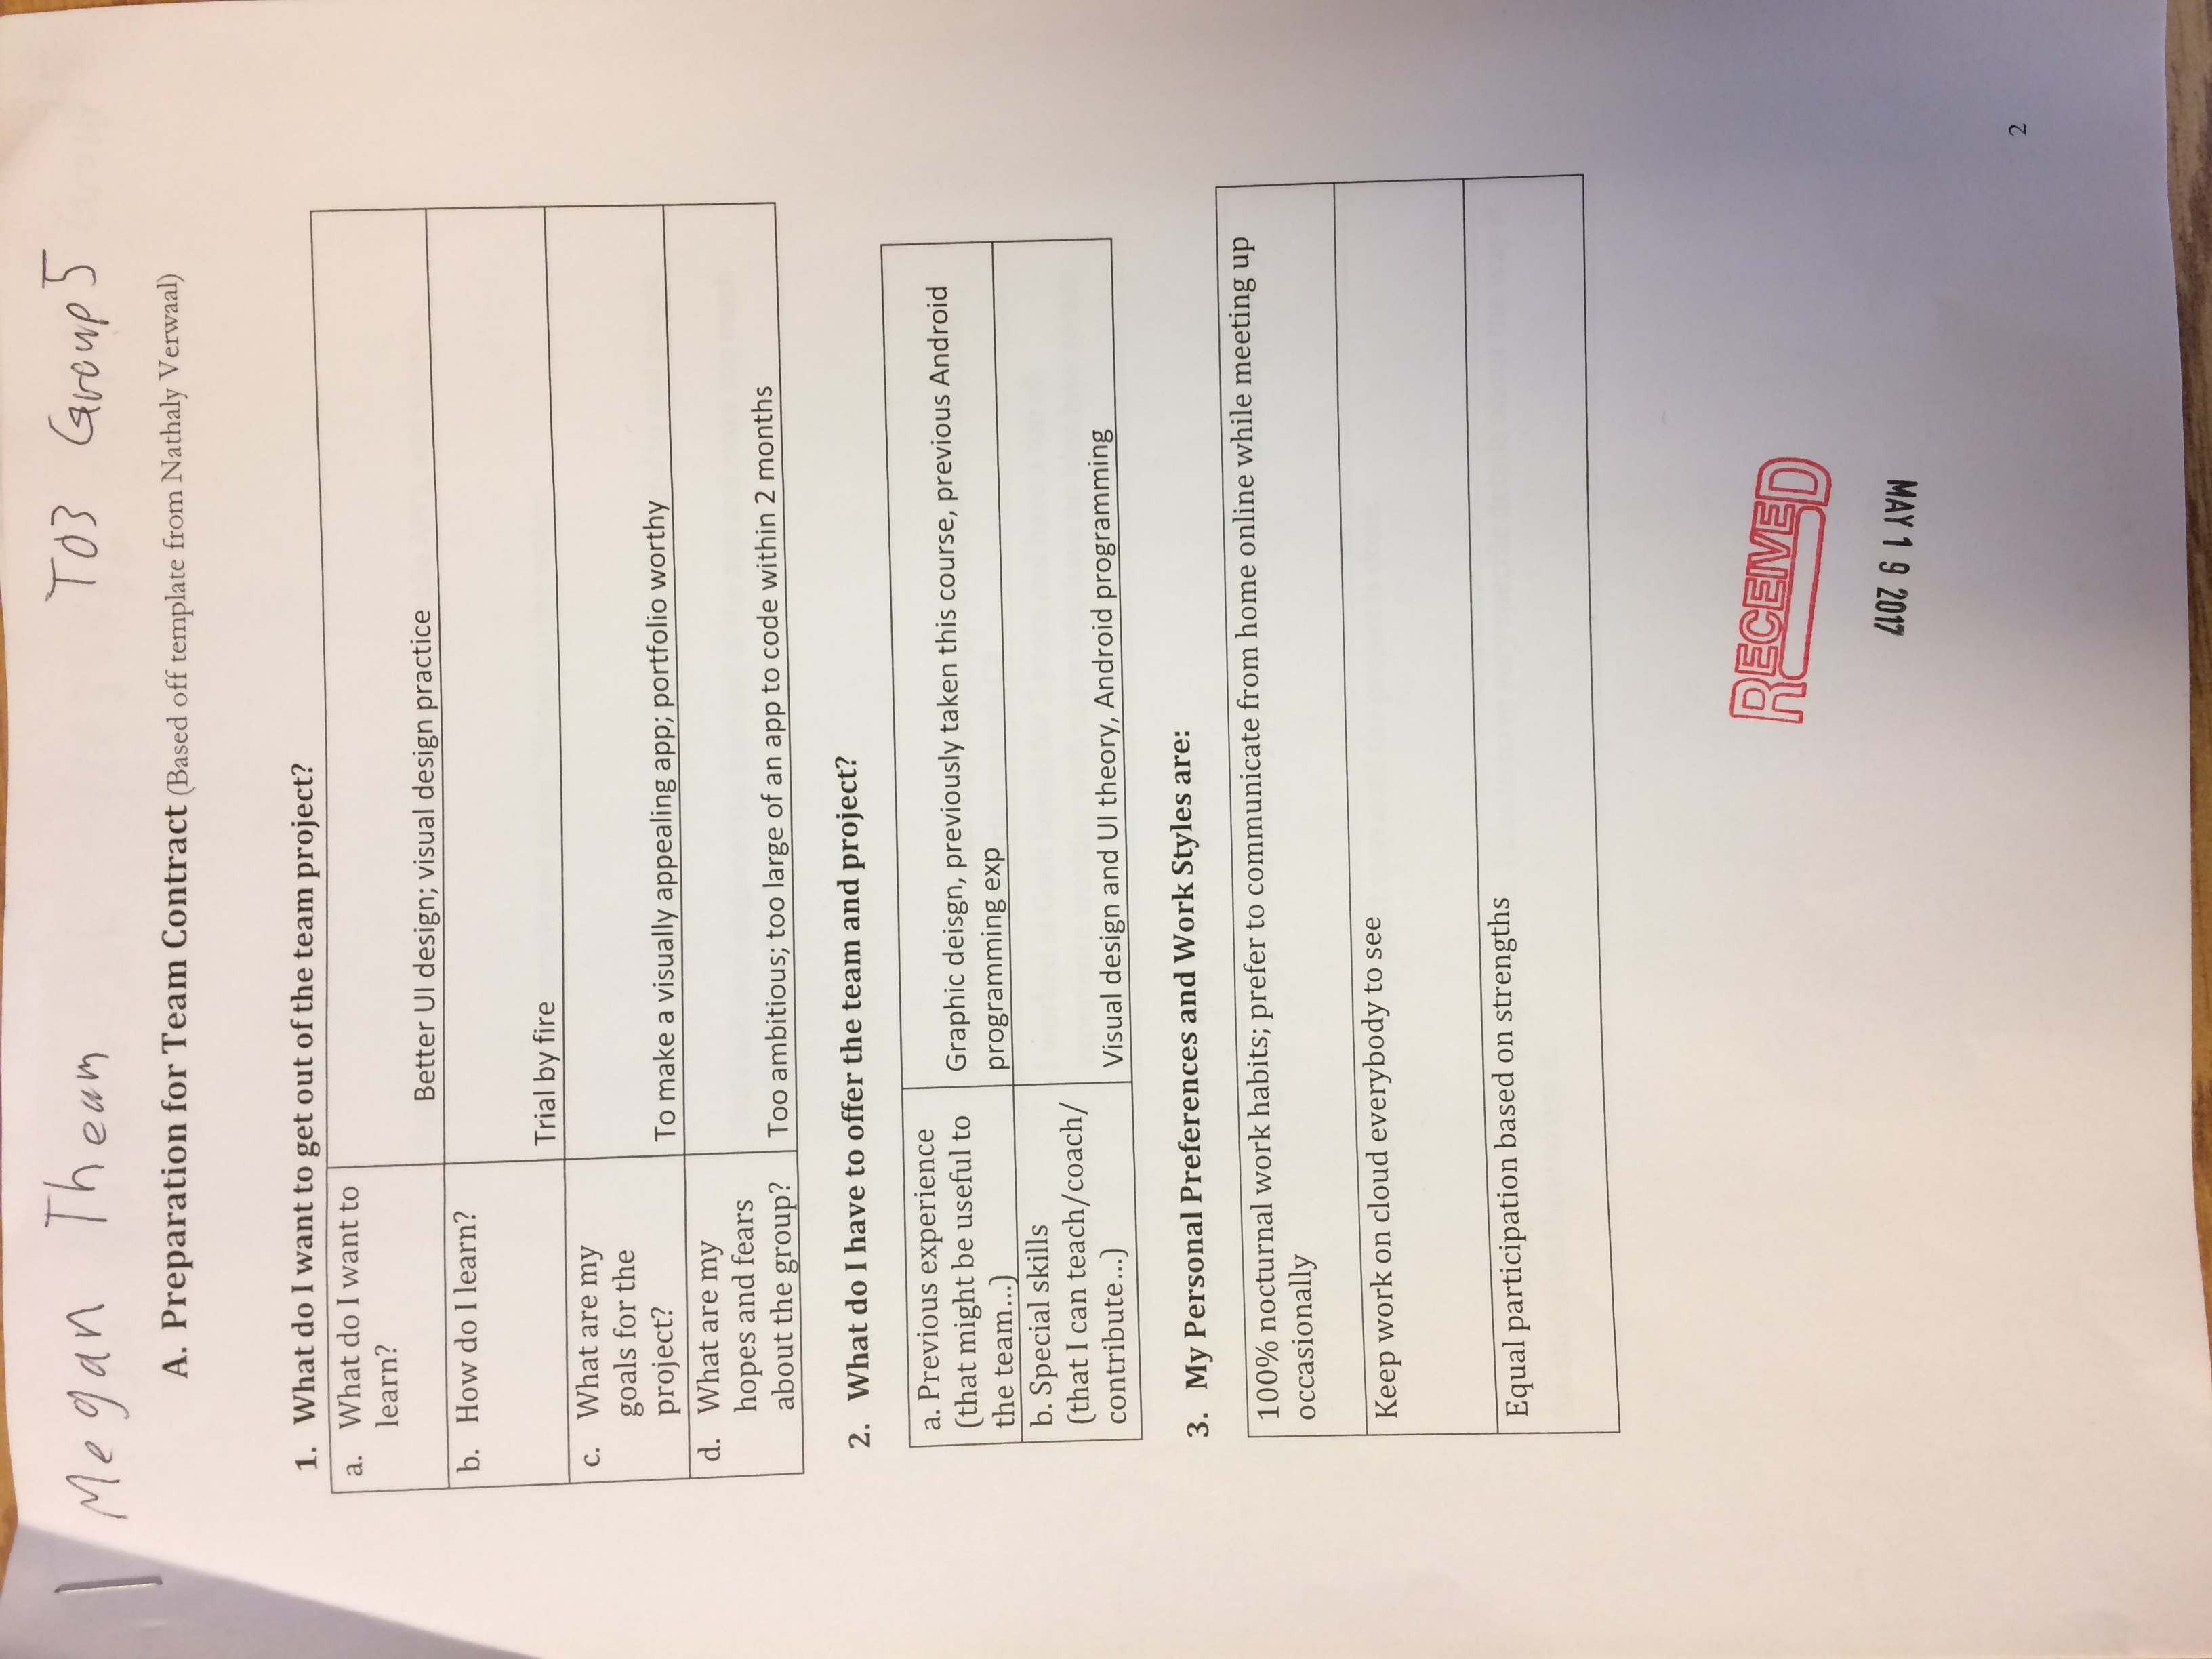 Megan Theam T03 Group 5
A. Preparation for Team Contract (Based off template from Nathaly Verwaal)
1. What do I want to get out of the team project?
a. What do I want to
learn?
Better UI design; visual design practice
b. How do I learn?
Trial by fire
c. What are my
goals for the
project?
To make a visually appealing app; portfolio worthy
d. What are my
hopes and fears
about the group?
Too ambitious; too large of an app to code within 2 months
2. What do I have to offer the team and project?
a. Previous experience
(that might be useful to
the team...)
Graphic deisgn, previously taken this course, previous Android
programming exp
b. Special skills
(that I can teach/coach/
contribute...)
Visual design and UI theory, Android programming
3. My Personal Preferences and Work Styles are:
100% nocturnal work habits; prefer to communicate from home online while meeting up
occasionally
Keep work on cloud everybody to see
Equal participation based on strengths
RECEIVED
MAY 19 2017
2